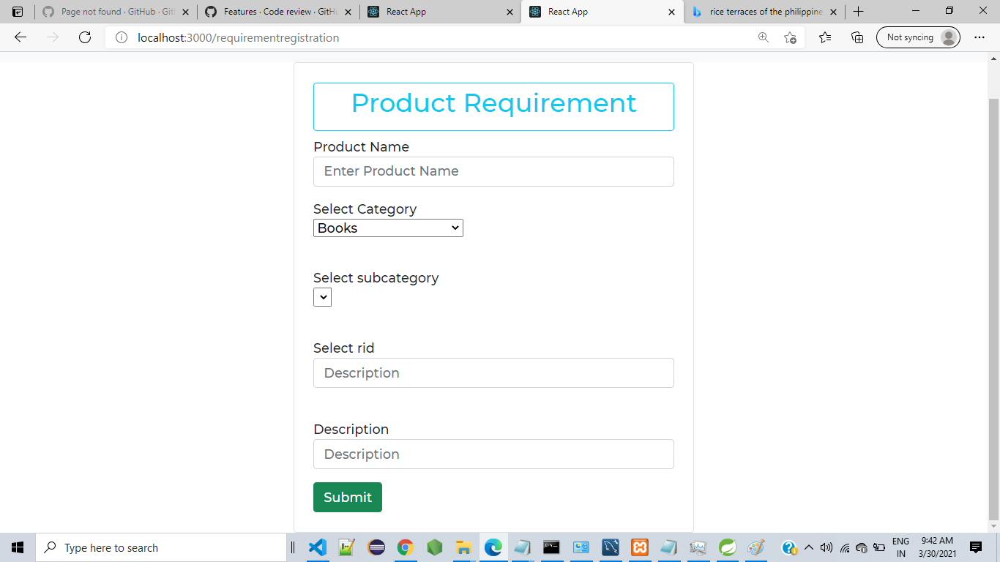 Page not found · GitHub · Gitl
Features · Code review · GitHu
React App
React App
rice terraces of the philippine
localhost:3000/requirementregistration
Not syncing
Product Requirement
Product Name
Enter Product Name
Select Category
Books
Select subcategory
Select rid
Description
Description
Description
Submit
Type here to search
ENG
IN
9:42 AM
3/30/2021